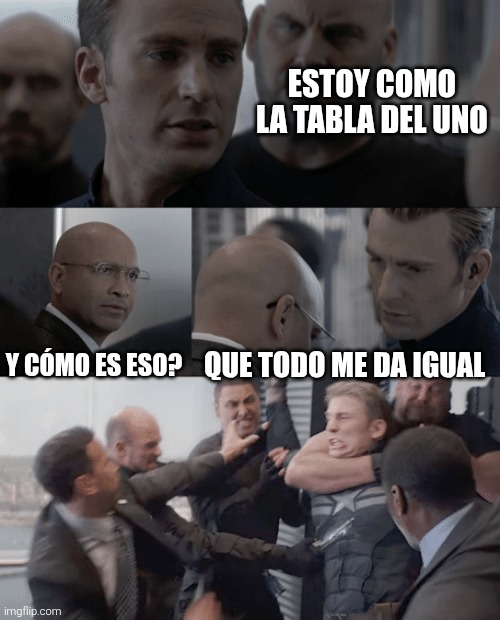 ESTOY COMO
LA TABLA DEL UNO
Y CÓMO ES ESO?
QUE TODO ME DA IGUAL
imgflip.com